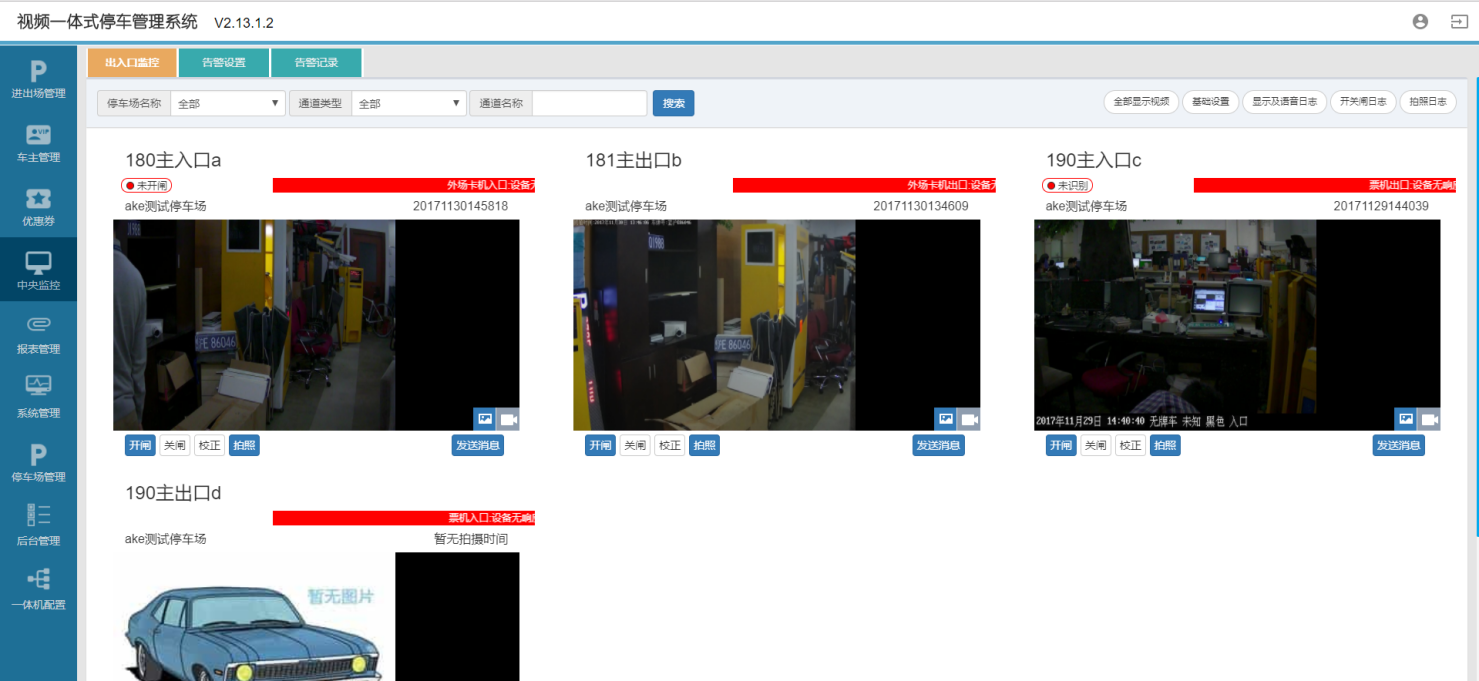 视频一体式停车管理系统 V2.13.1.2
出入口监控 告警设置 告警记录
停车场名称 全部 通道类型 全部 通道名称 搜索 全部显示视频 基础设置 显示及语音日志 开关闸日志 拍照日志
进出场管理
车主管理
优惠券
中央监控
报表管理
系统管理
停车场管理
后台管理
一体机配置
180主入口a
未开闸 外场卡机入口:设备无
ake测试停车场 20171130145818
01988
FE 86046
开闸 关闸 校正 拍照 发送消息
181主出口b
外场卡机出口:设备无
ake测试停车场 20171130134609
01988
FE 86046
开闸 关闸 校正 拍照 发送消息
190主入口c
未识别 票机出口:设备无响
ake测试停车场 20171129144039
2017年11月29日 14:40:40 无牌车 未知 黑色 入口
开闸 关闸 校正 拍照 发送消息
190主出口d
票机入口:设备无响
ake测试停车场 暂无拍摄时间
暂无图片